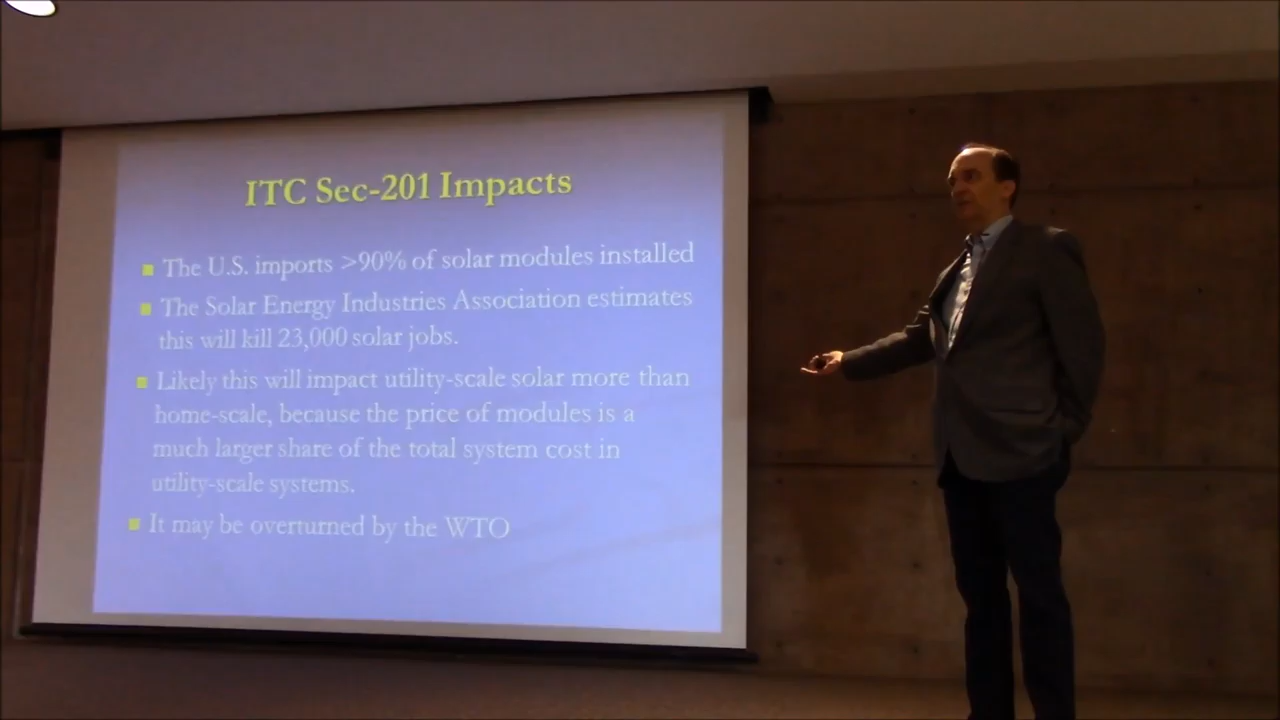 ITC Sec-201 Impacts
The U.S. imports >90% of solar modules installed
The Solar Energy Industries Association estimates
this will kill 23,000 solar jobs.
Likely this will impact utility-scale solar more than
home-scale, because the price of modules is a
much larger share of the total system cost in
utility-scale systems.
It may be overturned by the WTO